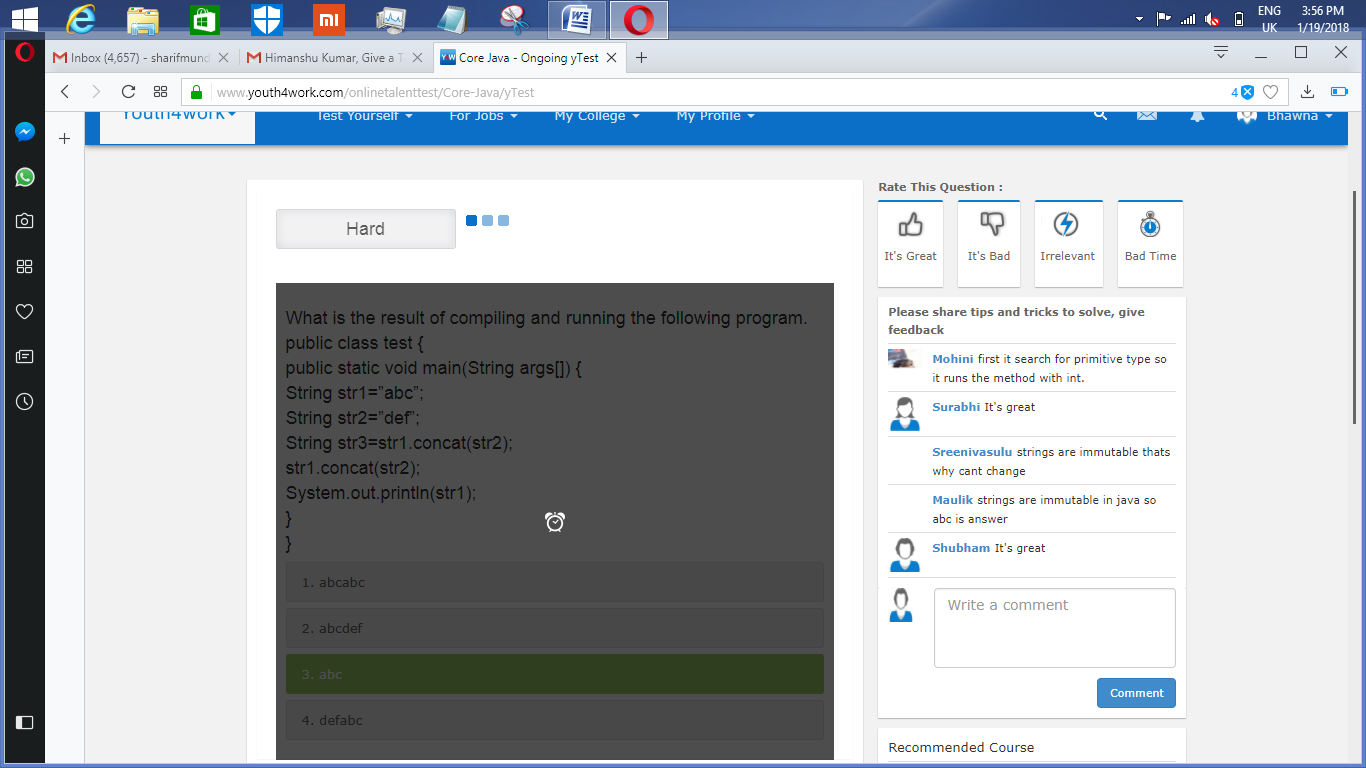 ENG
UK
3:56 PM
1/19/2018
Inbox (4,657) - sharifmund
Himanshu Kumar, Give a T
Core Java - Ongoing yTest
www.youth4work.com/onlinetalenttest/Core-Java/yTest
4
Youth4work
Test Yourself
For Jobs
My College
My Profile
Bhawna
Hard
What is the result of compiling and running the following program.
public class test {
public static void main(String args[]) {
String str1=”abc”;
String str2=”def”;
String str3=str1.concat(str2);
str1.concat(str2);
System.out.println(str1);
}
}
1. abcabc
2. abcdef
3. abc
4. defabc
Rate This Question :
It's Great
It's Bad
Irrelevant
Bad Time
Please share tips and tricks to solve, give
feedback
Mohini first it search for primitive type so
it runs the method with int.
Surabhi It's great
Sreenivasulu strings are immutable thats
why cant change
Maulik strings are immutable in java so
abc is answer
Shubham It's great
Write a comment
Comment
Recommended Course